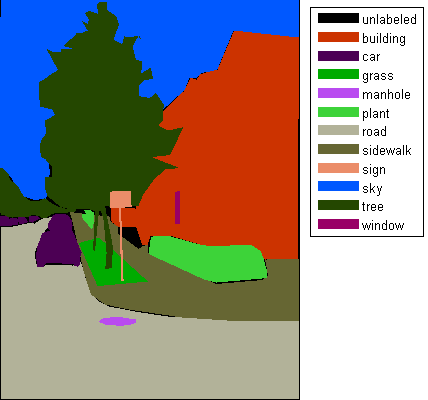 unlabeled
building
car
grass
manhole
plant
road
sidewalk
sign
sky
tree
window